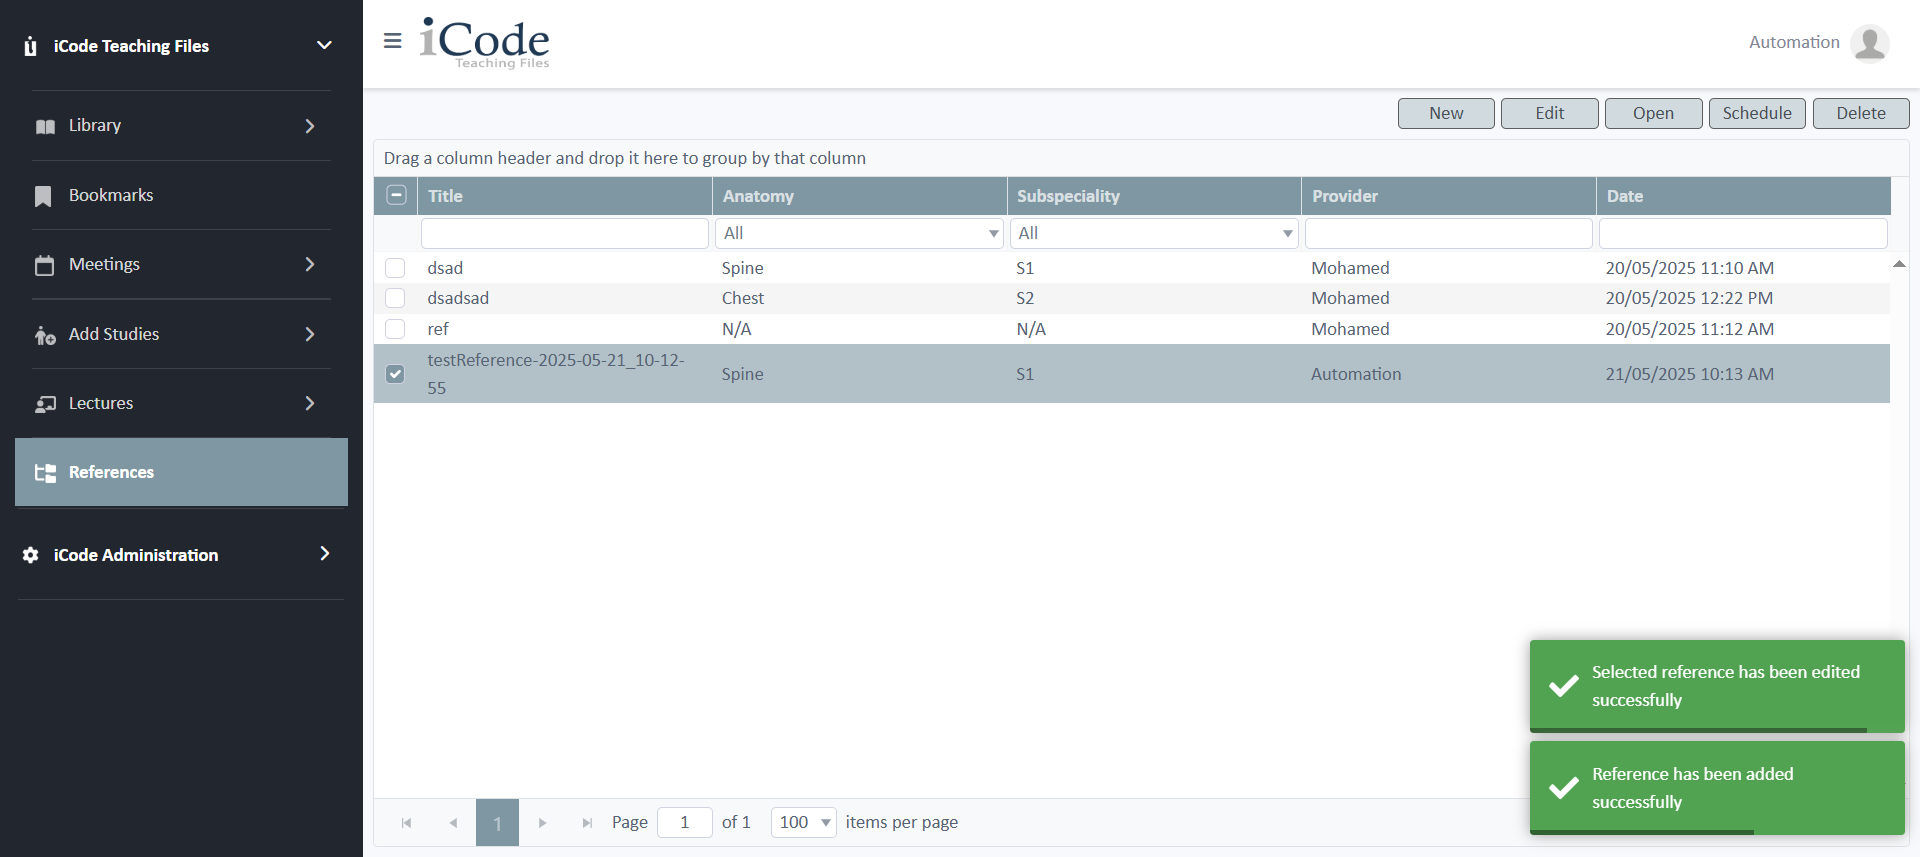 iCode Teaching Files
Library
Bookmarks
Meetings
Add Studies
Lectures
References
iCode Administration
iCode
Teaching Files
Automation
New Edit Open Schedule Delete
Drag a column header and drop it here to group by that column
Title Anatomy Subspeciality Provider Date
All All
dsad Spine S1 Mohamed 20/05/2025 11:10 AM
dsadsad Chest S2 Mohamed 20/05/2025 12:22 PM
ref N/A N/A Mohamed 20/05/2025 11:12 AM
testReference-2025-05-21_10-12-
55 Spine S1 Automation 21/05/2025 10:13 AM
Selected reference has been edited
successfully
Reference has been added
successfully
1 Page 1 of 1 100 items per page